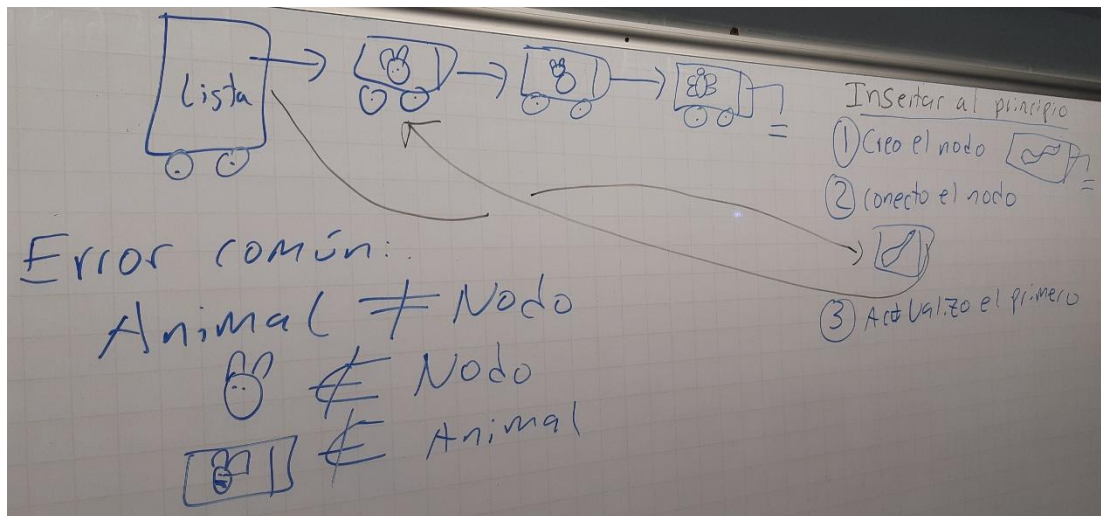 Lista
Insertar al principio
① Creo el nodo
② Conecto el nodo
③ Actualizo el primero
Error común:
Animal ≠ Nodo
∉ Nodo
∉ Animal